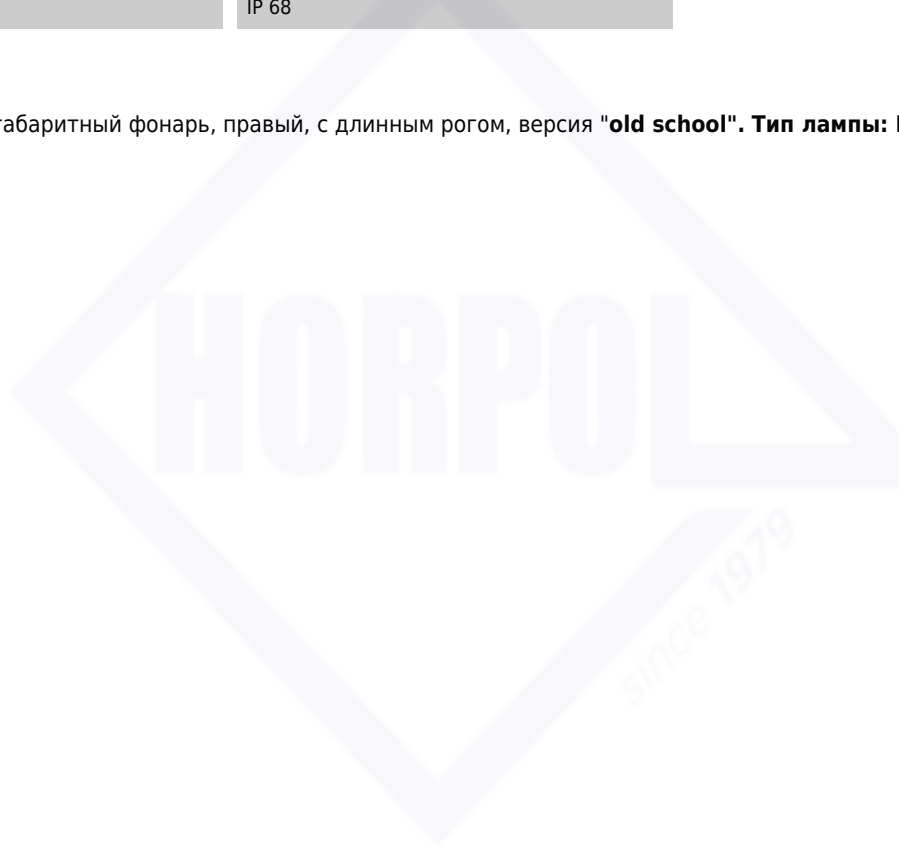 IP 68
габаритный фонарь, правый, с длинным рогом, версия "old school". Тип лампы:
HORPOL
since 1979